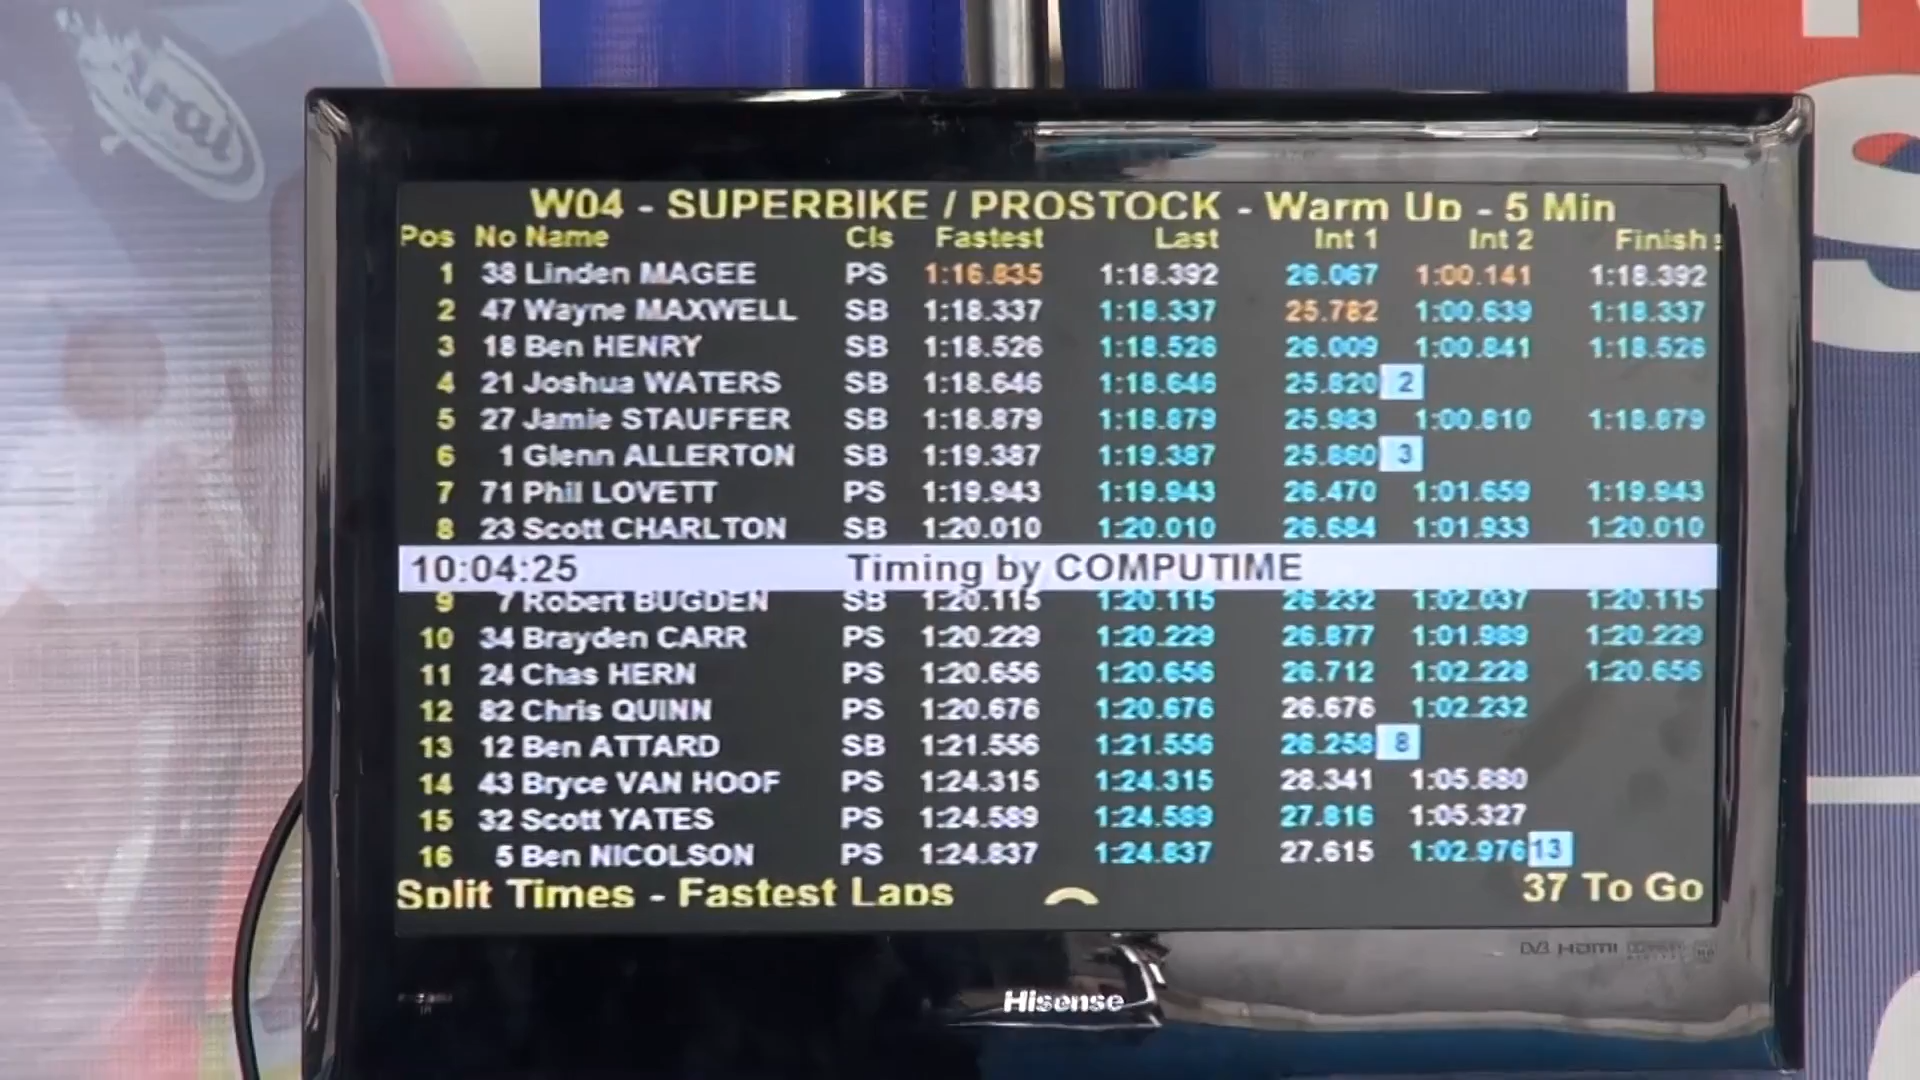 Arai
W04 - SUPERBIKE / PROSTOCK - Warm Up - 5 Min
Pos No Name Cls Fastest Last Int 1 Int 2 Finish
1 38 Linden MAGEE PS 1:16.835 1:18.392 26.067 1:00.141 1:18.392
2 47 Wayne MAXWELL SB 1:18.337 1:18.337 25.782 1:00.639 1:18.337
3 18 Ben HENRY SB 1:18.526 1:18.526 26.009 1:00.841 1:18.526
4 21 Joshua WATERS SB 1:18.646 1:18.646 25.820 2
5 27 Jamie STAUFFER SB 1:18.879 1:18.879 25.983 1:00.810 1:18.879
6 1 Glenn ALLERTON SB 1:19.387 1:19.387 25.860 3
7 71 Phil LOVETT PS 1:19.943 1:19.943 26.470 1:01.659 1:19.943
8 23 Scott CHARLTON SB 1:20.010 1:20.010 26.684 1:01.933 1:20.010
10:04:25 Timing by COMPUTIME
9 7 Robert BUGDEN SB 1:20.115 1:20.115 26.232 1:02.037 1:20.115
10 34 Brayden CARR PS 1:20.229 1:20.229 26.877 1:01.989 1:20.229
11 24 Chas HERN PS 1:20.656 1:20.656 26.712 1:02.228 1:20.656
12 82 Chris QUINN PS 1:20.676 1:20.676 26.676 1:02.232
13 12 Ben ATTARD SB 1:21.556 1:21.556 26.258 8
14 43 Bryce VAN HOOF PS 1:24.315 1:24.315 28.341 1:05.880
15 32 Scott YATES PS 1:24.589 1:24.589 27.816 1:05.327
16 5 Ben NICOLSON PS 1:24.837 1:24.837 27.615 1:02.976 13
Split Times - Fastest Laps 37 To Go
DVB HDMI
Hisense